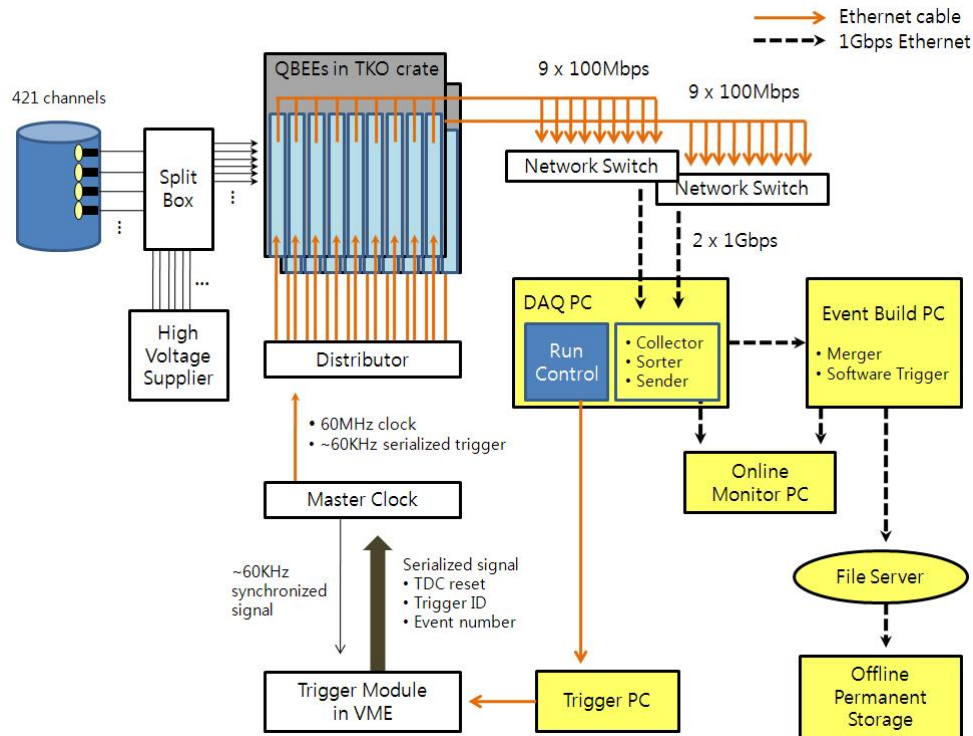 Ethernet cable
1Gbps Ethernet
QBEEs in TKO crate
9 x 100Mbps
9 x 100Mbps
421 channels
Split
Box
...
...
...
Network Switch
Network Switch
2 x 1Gbps
High
Voltage
Supplier
Distributor
DAQ PC
Run
Control
• Collector
• Sorter
• Sender
Event Build PC
• Merger
• Software Trigger
• 60MHz clock
• ~60KHz serialized trigger
Online
Monitor PC
Master Clock
~60KHz
synchronized
signal
Serialized signal
• TDC reset
• Trigger ID
• Event number
File Server
Trigger Module
in VME
Trigger PC
Offline
Permanent
Storage